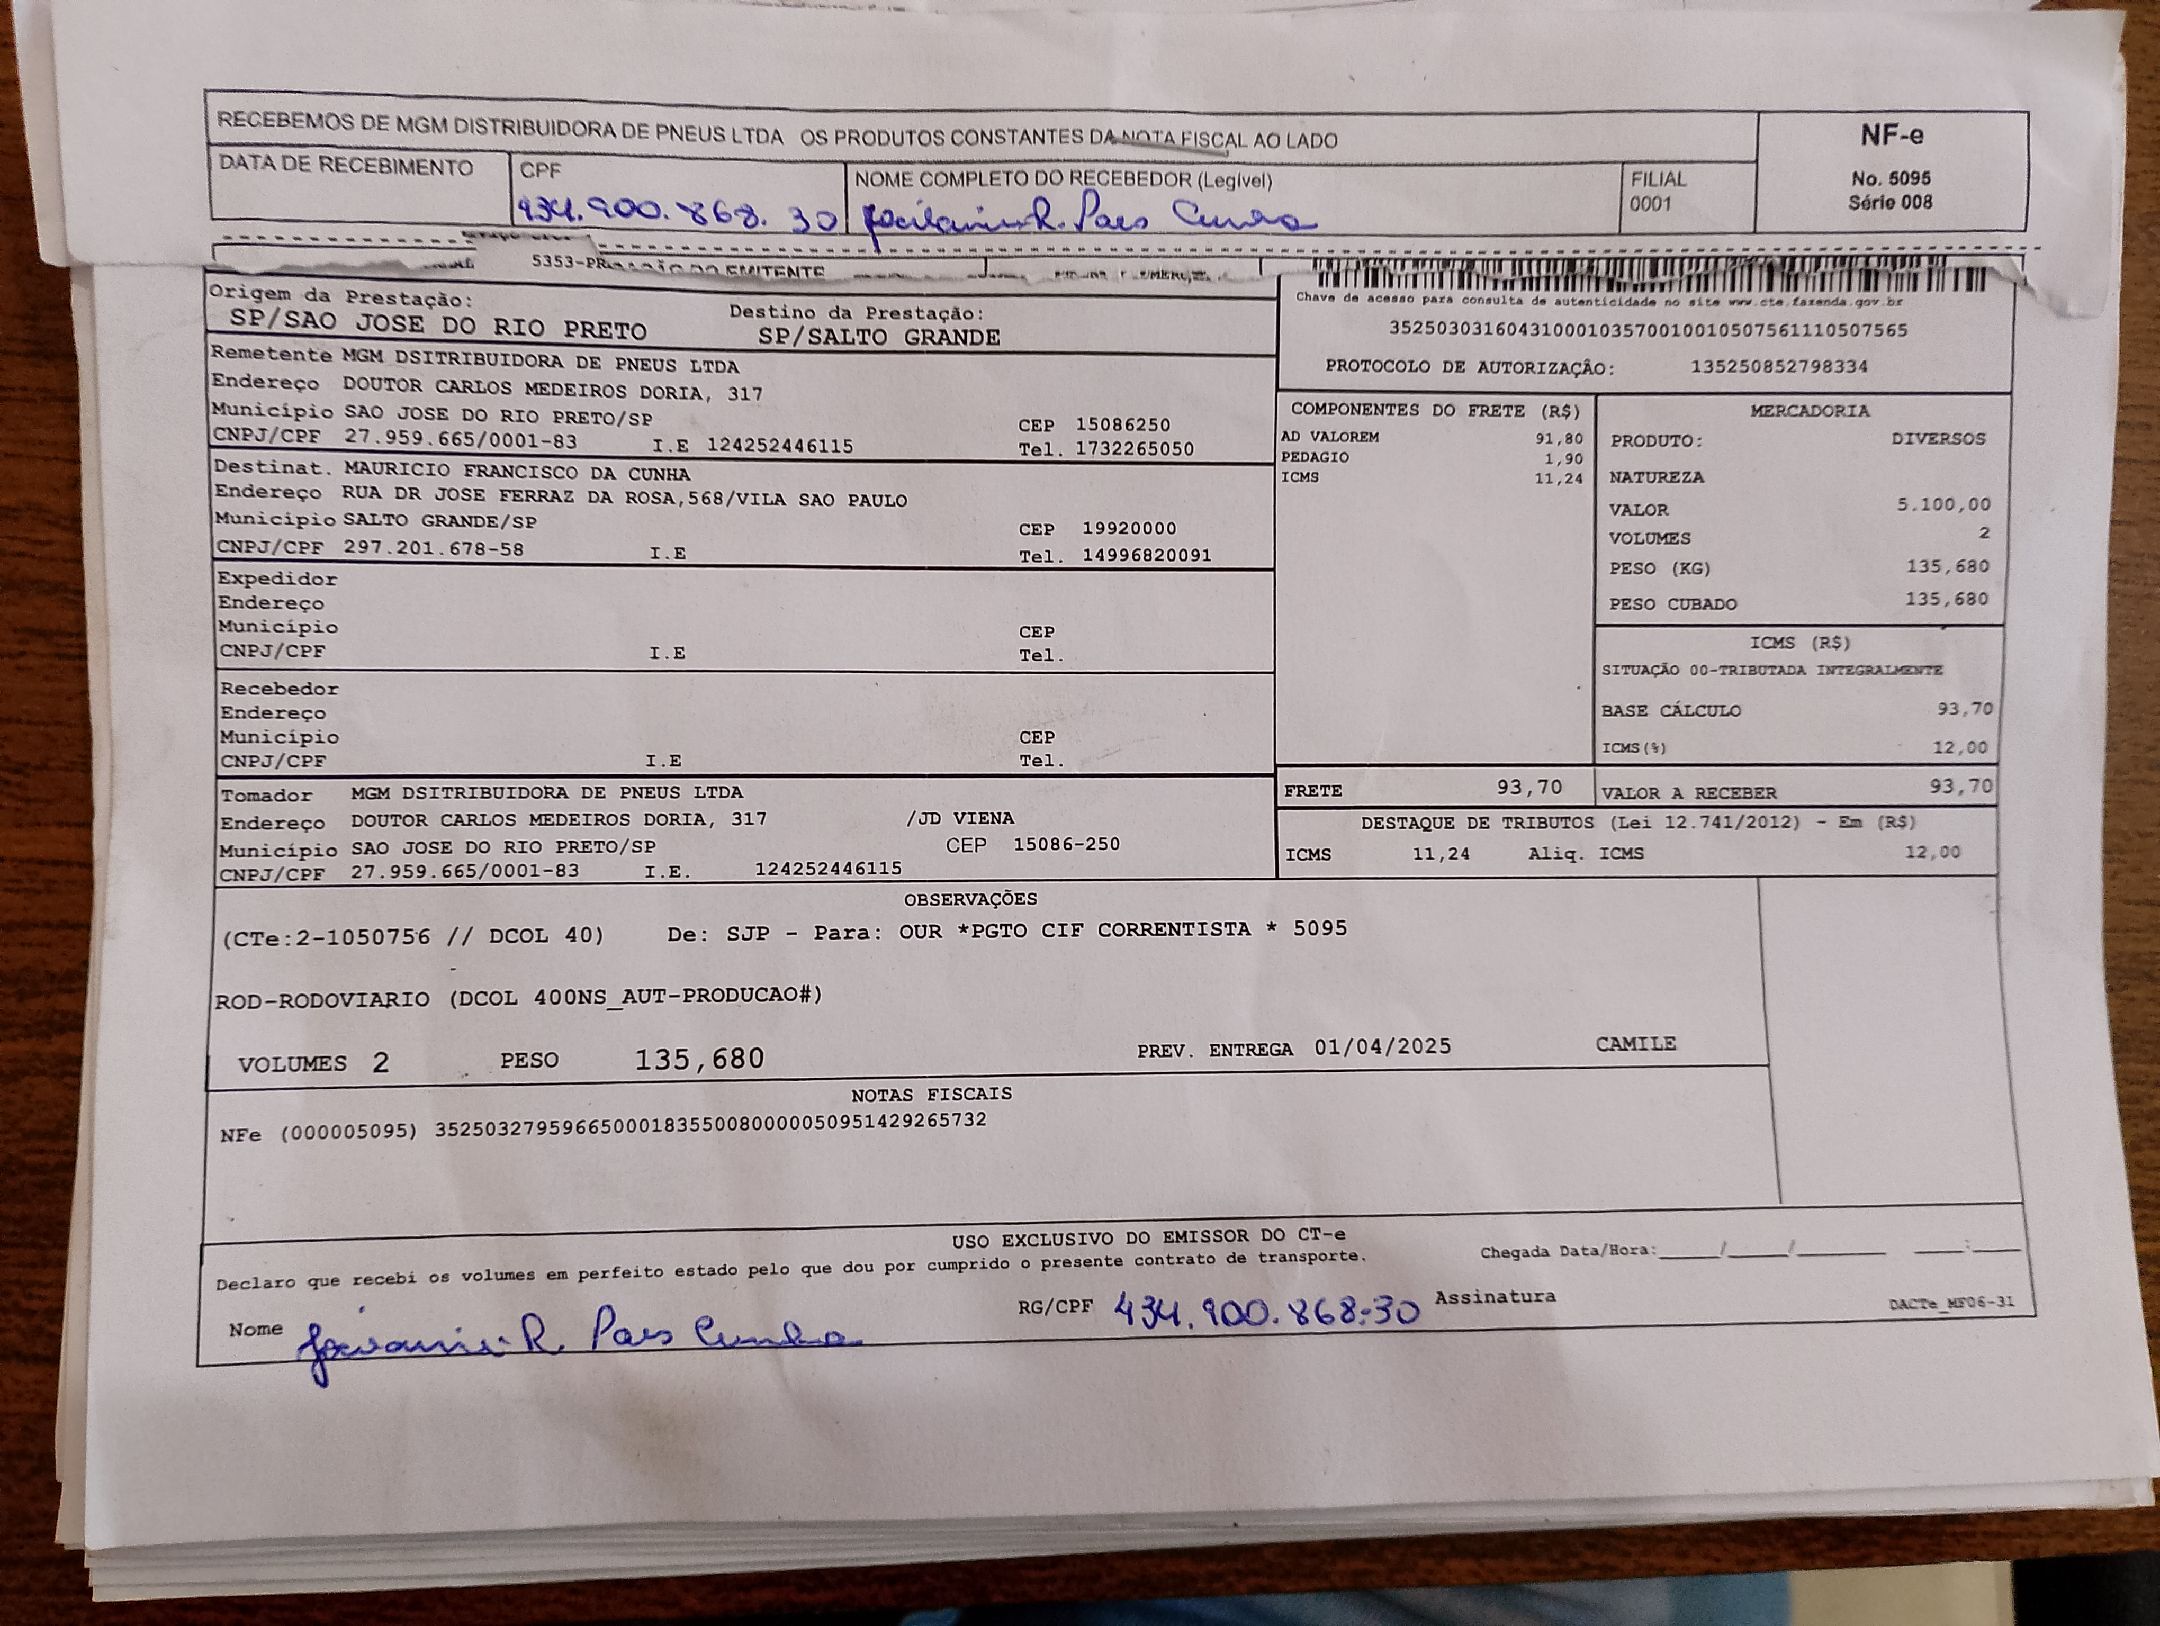 RECEBEMOS DE MGM DISTRIBUIDORA DE PNEUS LTDA OS PRODUTOS CONSTANTES DA NOTA FISCAL AO LADO
NF-e
No. 5095
Série 008
DATA DE RECEBIMENTO
CPF
434.900.868.30
NOME COMPLETO DO RECEBEDOR (Legível)
R. Paes Cunha
FILIAL
0001
EMITENTE
Origem da Prestação:
SP/SAO JOSE DO RIO PRETO
Destino da Prestação:
SP/SALTO GRANDE
Chave de acesso para consulta de autenticidade no site www.cte.fazenda.gov.br
35250303160431000103570010010507561110507565
PROTOCOLO DE AUTORIZAÇÃO: 135250852798334
Remetente MGM DSITRIBUIDORA DE PNEUS LTDA
Endereço DOUTOR CARLOS MEDEIROS DORIA, 317
Município SAO JOSE DO RIO PRETO/SP CEP 15086250
CNPJ/CPF 27.959.665/0001-83 I.E 124252446115 Tel. 1732265050
Destinat. MAURICIO FRANCISCO DA CUNHA
Endereço RUA DR JOSE FERRAZ DA ROSA,568/VILA SAO PAULO
Município SALTO GRANDE/SP CEP 19920000
CNPJ/CPF 297.201.678-58 I.E Tel. 14996820091
Expedidor
Endereço
Município CEP
CNPJ/CPF I.E Tel.
Recebedor
Endereço
Município CEP
CNPJ/CPF I.E Tel.
Tomador MGM DSITRIBUIDORA DE PNEUS LTDA
Endereço DOUTOR CARLOS MEDEIROS DORIA, 317 /JD VIENA
Município SAO JOSE DO RIO PRETO/SP CEP 15086-250
CNPJ/CPF 27.959.665/0001-83 I.E. 124252446115
COMPONENTES DO FRETE (R$)
AD VALOREM 91,80
PEDAGIO 1,90
ICMS 11,24
MERCADORIA
PRODUTO: DIVERSOS
NATUREZA
VALOR 5.100,00
VOLUMES 2
PESO (KG) 135,680
PESO CUBADO 135,680
ICMS (R$)
SITUAÇÃO 00-TRIBUTADA INTEGRALMENTE
BASE CÁLCULO 93,70
ICMS(%) 12,00
FRETE 93,70
VALOR A RECEBER 93,70
DESTAQUE DE TRIBUTOS (Lei 12.741/2012) - Em (R$)
ICMS 11,24 Aliq. ICMS 12,00
OBSERVAÇÕES
(CTe:2-1050756 // DCOL 40) De: SJP - Para: OUR *PGTO CIF CORRENTISTA * 5095
ROD-RODOVIARIO (DCOL 400NS_AUT-PRODUCAO#)
VOLUMES 2 PESO 135,680 PREV. ENTREGA 01/04/2025 CAMILE
NOTAS FISCAIS
NFe (000005095) 35250327959665000183550080000050951429265732
USO EXCLUSIVO DO EMISSOR DO CT-e
Declaro que recebi os volumes em perfeito estado pelo que dou por cumprido o presente contrato de transporte.
Chegada Data/Hora:_____/_____/_______ __:____
Nome R. Paes Cunha
RG/CPF 434.900.868-30
Assinatura
DACTe_MF06-31